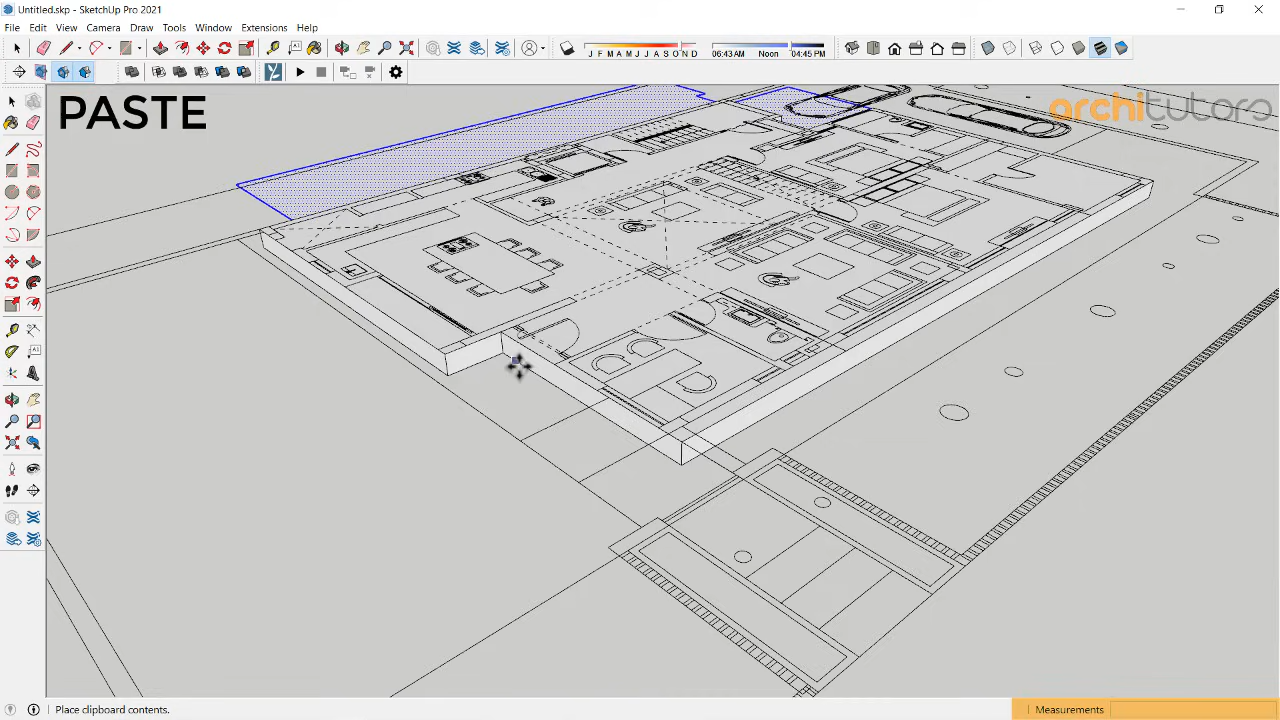 Untitled.skp - SketchUp Pro 2021
File Edit View Camera Draw Tools Window Extensions Help
J F M A M J J A S O N D
06:43 AM Noon 04:45 PM
PASTE
architutors
Place clipboard contents.
Measurements